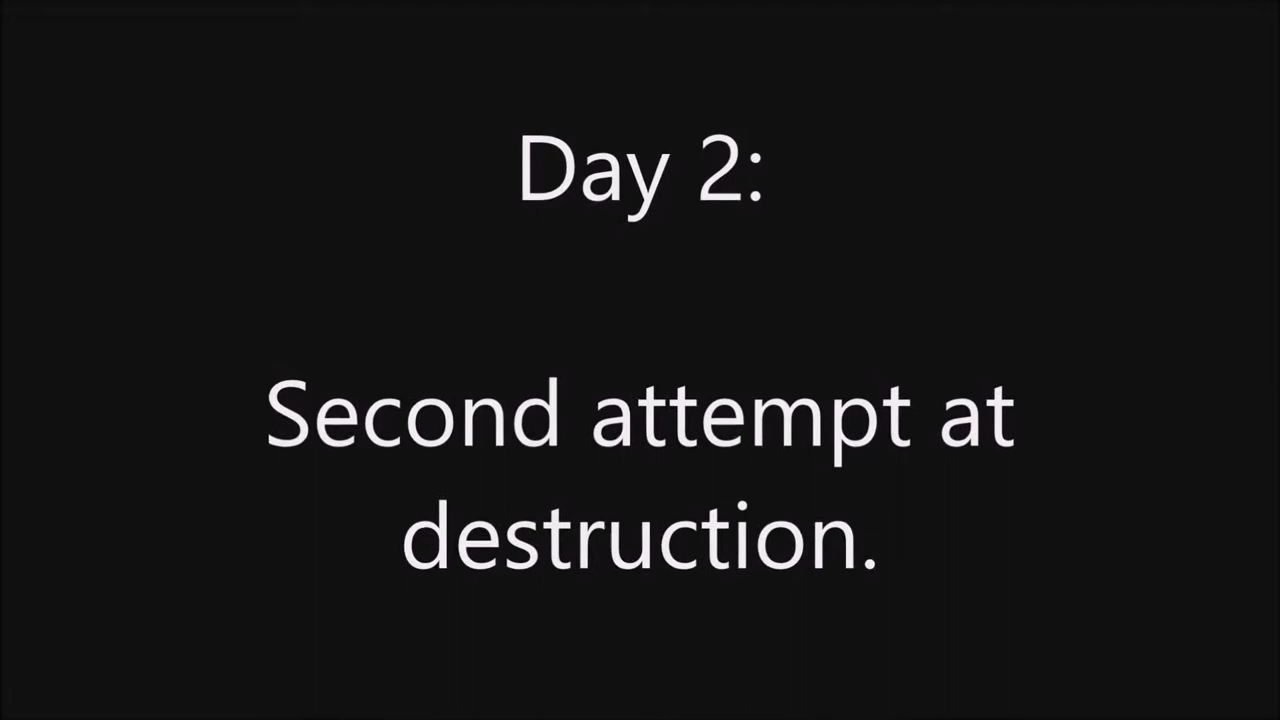 Day 2:
Second attempt at
destruction.